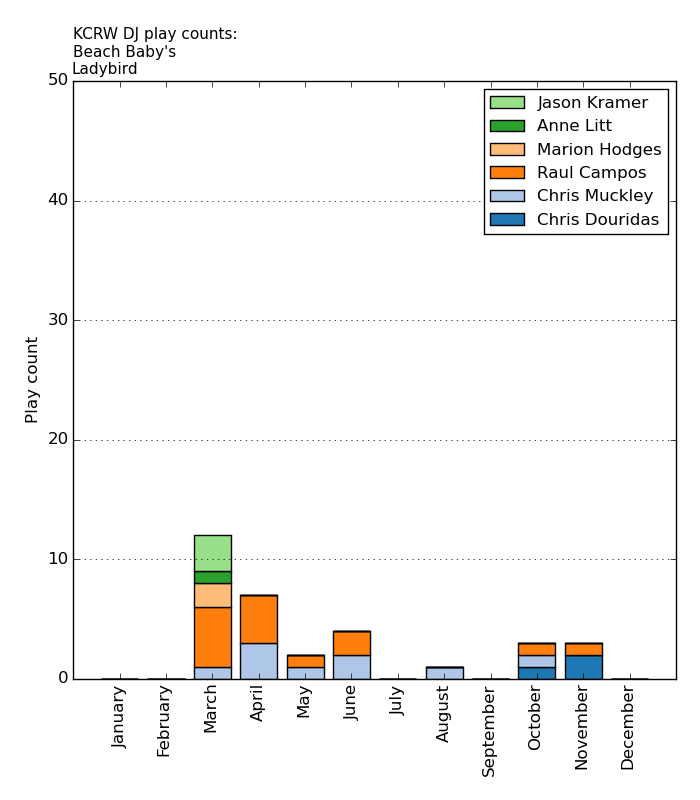 KCRW DJ play counts:
Beach Baby's
Ladybird
50
40
30
20
10
0
Play count
Jason Kramer
Anne Litt
Marion Hodges
Raul Campos
Chris Muckley
Chris Douridas
January
February
March
April
May
June
July
August
September
October
November
December